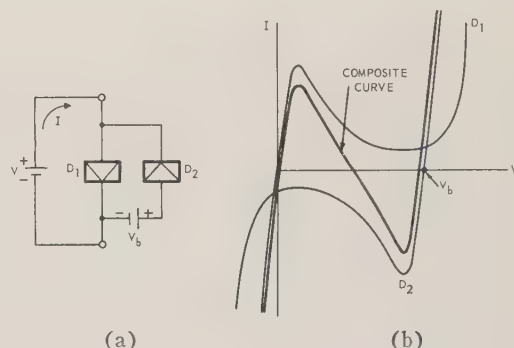 I
V
+
-
D1
D2
- +
Vb
(a)
I
D1
COMPOSITE
CURVE
V
Vb
D2
(b)